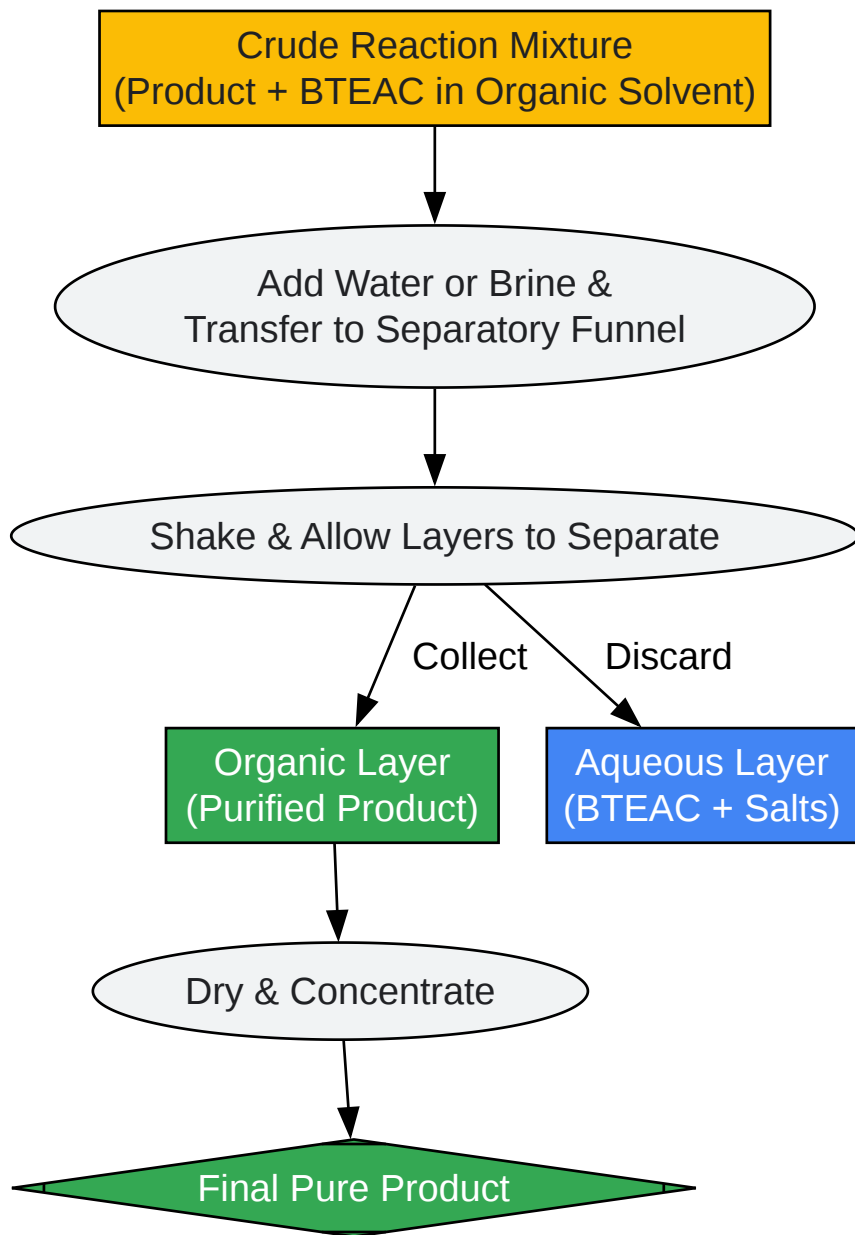 Crude Reaction Mixture
(Product + BTEAC in Organic Solvent)
Add Water or Brine &
Transfer to Separatory Funnel
Shake & Allow Layers to Separate
Collect
Discard
Organic Layer
(Purified Product)
Aqueous Layer
(BTEAC + Salts)
Dry & Concentrate
Final Pure Product